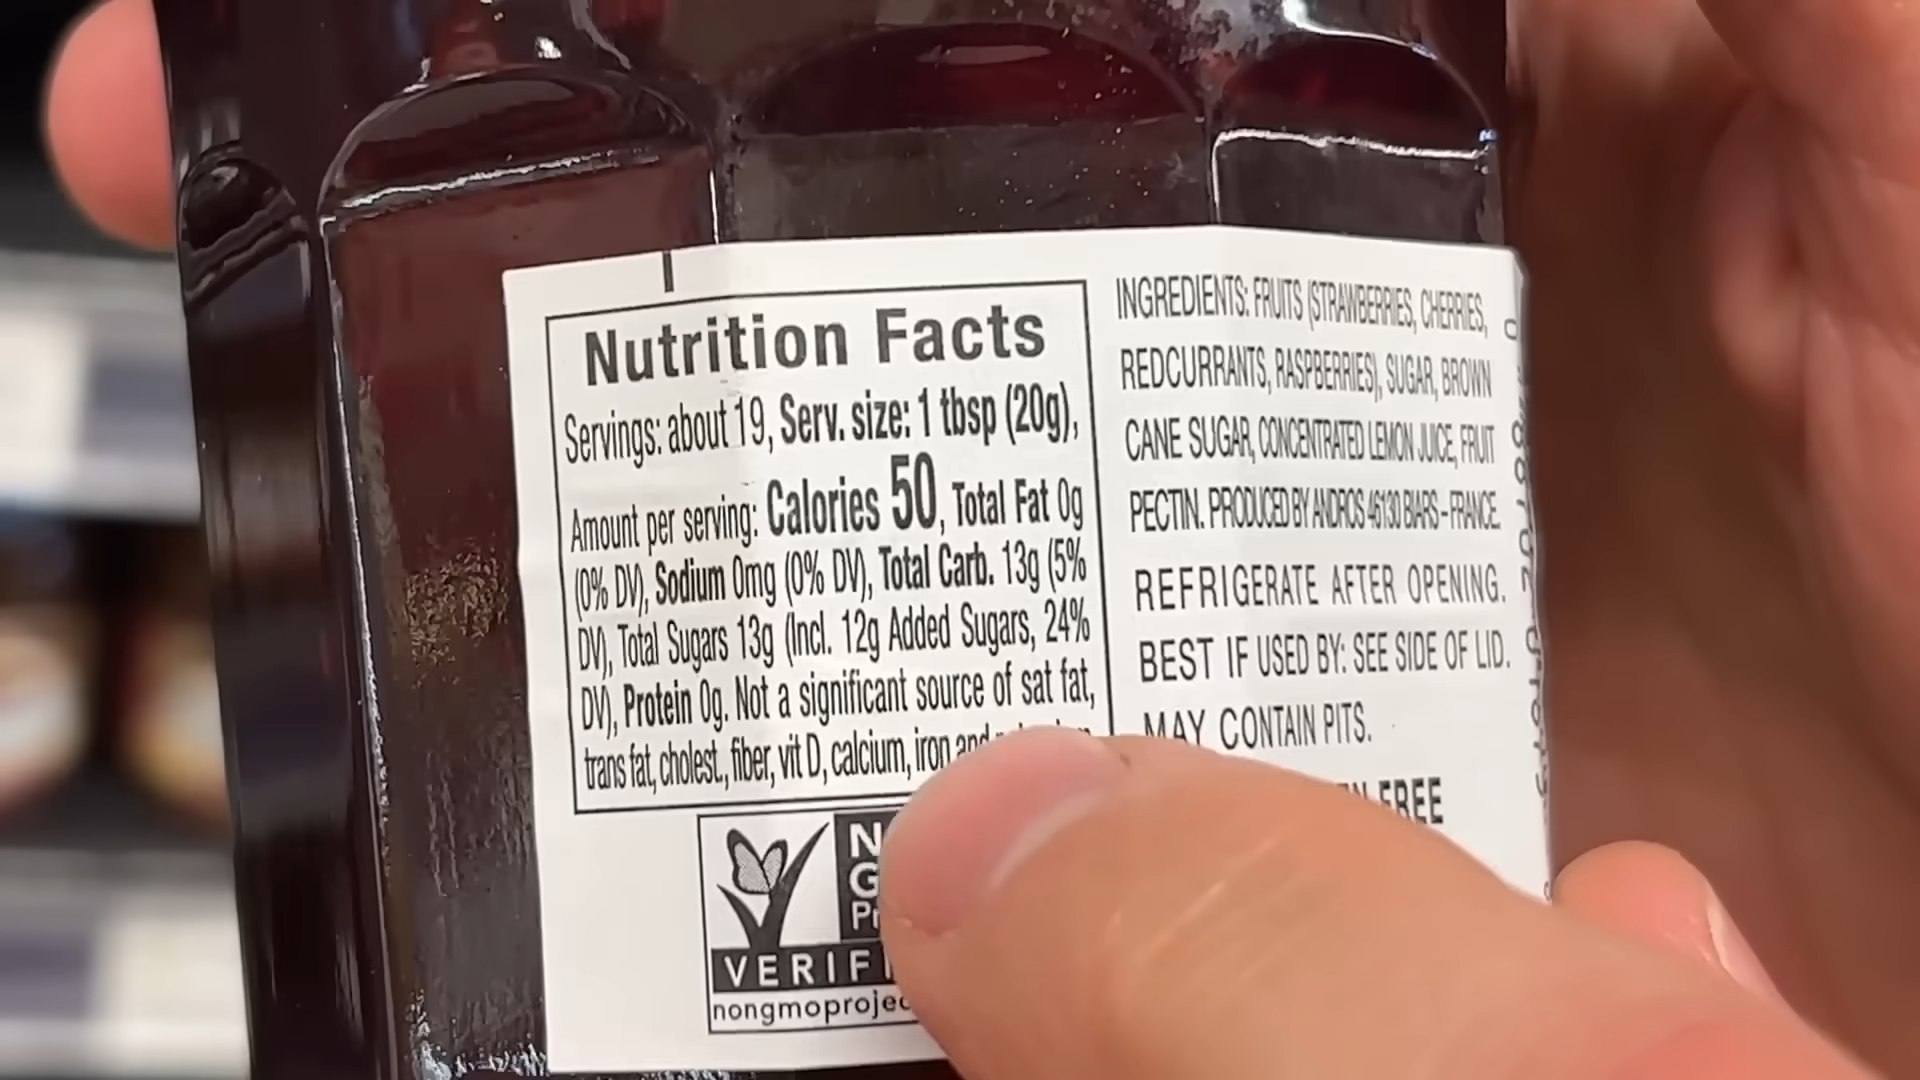 Nutrition Facts
Servings: about 19, Serv. size: 1 tbsp (20g),
Amount per serving: Calories 50, Total Fat 0g
(0% DV), Sodium 0mg (0% DV), Total Carb. 13g (5%
DV), Total Sugars 13g (Incl. 12g Added Sugars, 24%
DV), Protein 0g. Not a significant source of sat fat,
trans fat, cholest., fiber, vit D, calcium, iron and
INGREDIENTS: FRUITS (STRAWBERRIES, CHERRIES,
REDCURRANTS, RASPBERRIES), SUGAR, BROWN
CANE SUGAR, CONCENTRATED LEMON JUICE, FRUIT
PECTIN. PRODUCED BY ANDROS 46130 BIARS - FRANCE.
REFRIGERATE AFTER OPENING.
BEST IF USED BY: SEE SIDE OF LID.
MAY CONTAIN PITS.
FREE
N
G
Pr
VERIFI
nongmoprojec